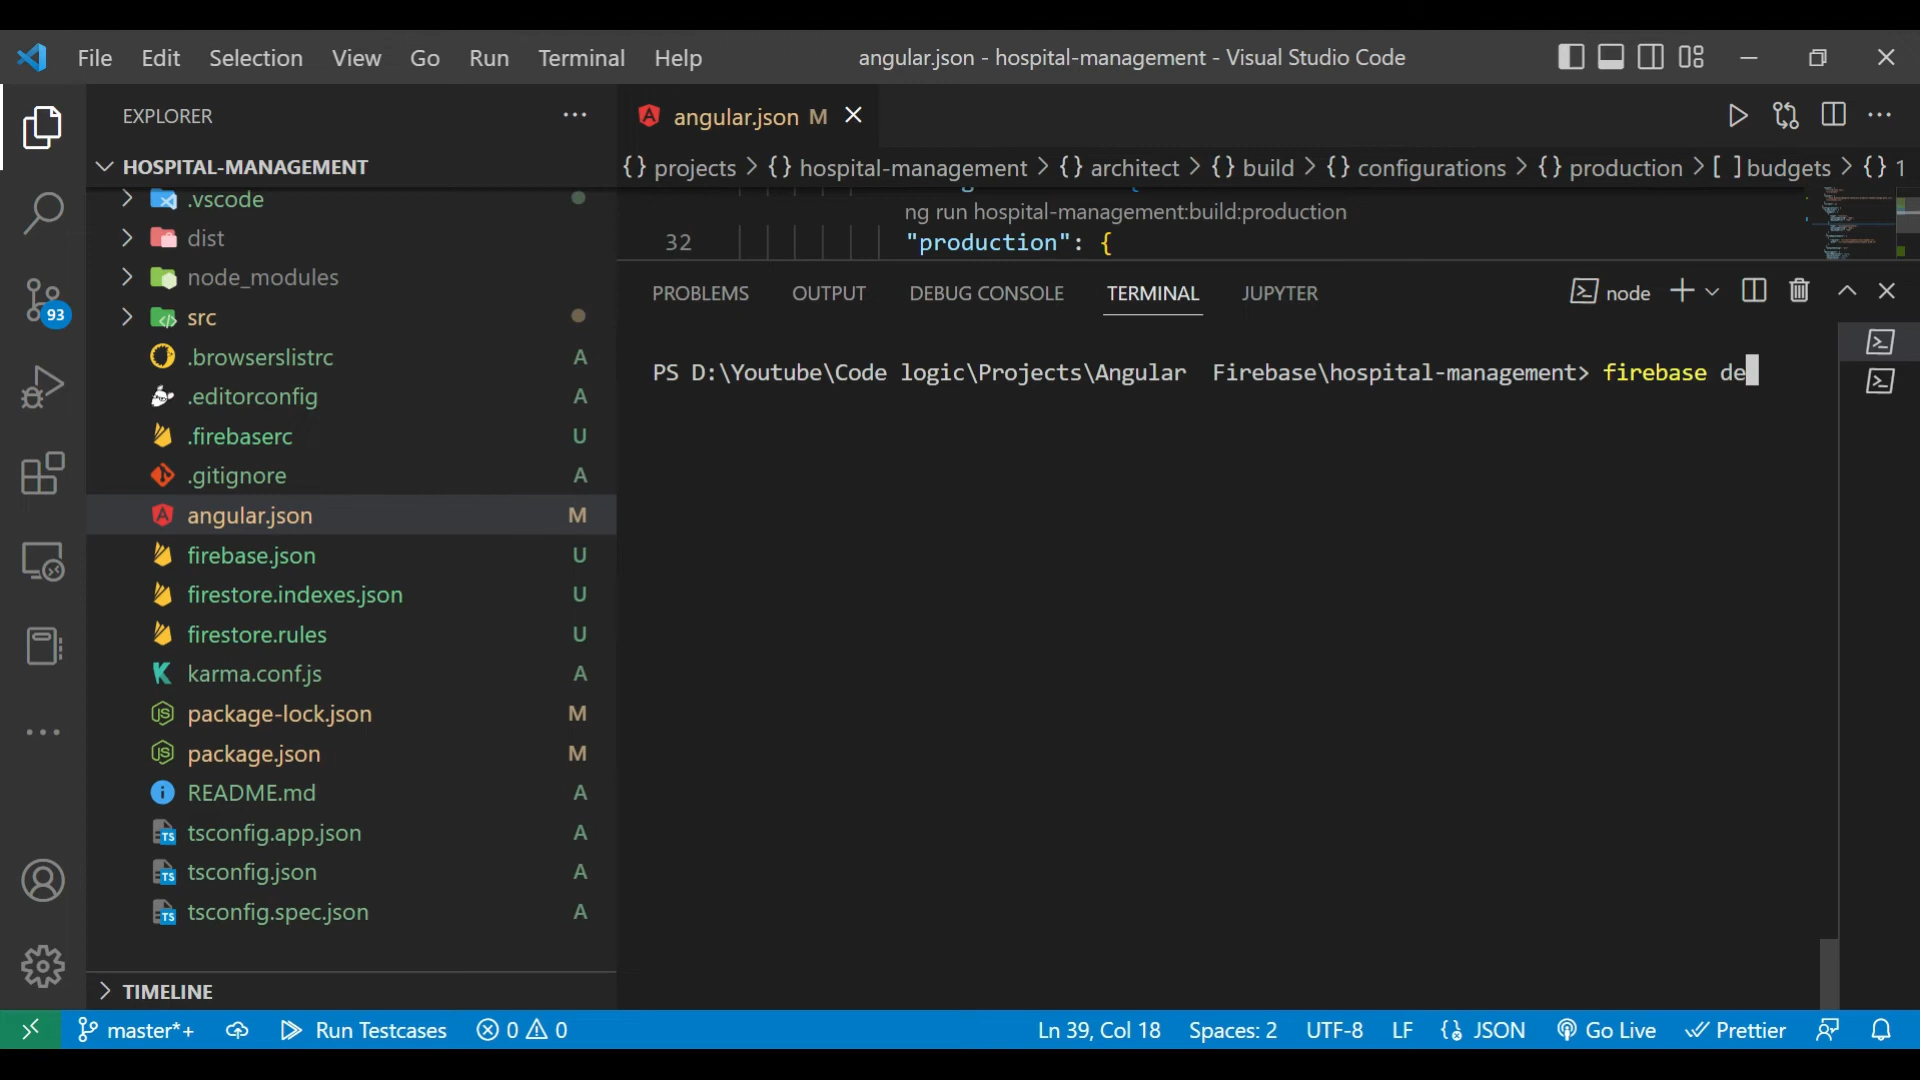 File Edit Selection View Go Run Terminal Help angular.json - hospital-management - Visual Studio Code
EXPLORER
HOSPITAL-MANAGEMENT
.vscode
dist
node_modules
src
.browserslistrc A
.editorconfig A
.firebaserc U
.gitignore A
angular.json M
firebase.json U
firestore.indexes.json U
firestore.rules U
karma.conf.js A
package-lock.json M
package.json M
README.md A
tsconfig.app.json A
tsconfig.json A
tsconfig.spec.json A
TIMELINE
93
angular.json M
{} projects > {} hospital-management > {} architect > {} build > {} configurations > {} production > [ ] budgets > {} 1
ng run hospital-management:build:production
32 "production": {
PROBLEMS OUTPUT DEBUG CONSOLE TERMINAL JUPYTER node
PS D:\Youtube\Code logic\Projects\Angular  Firebase\hospital-management> firebase de
master*+ Run Testcases 0 0 Ln 39, Col 18 Spaces: 2 UTF-8 LF {} JSON Go Live Prettier